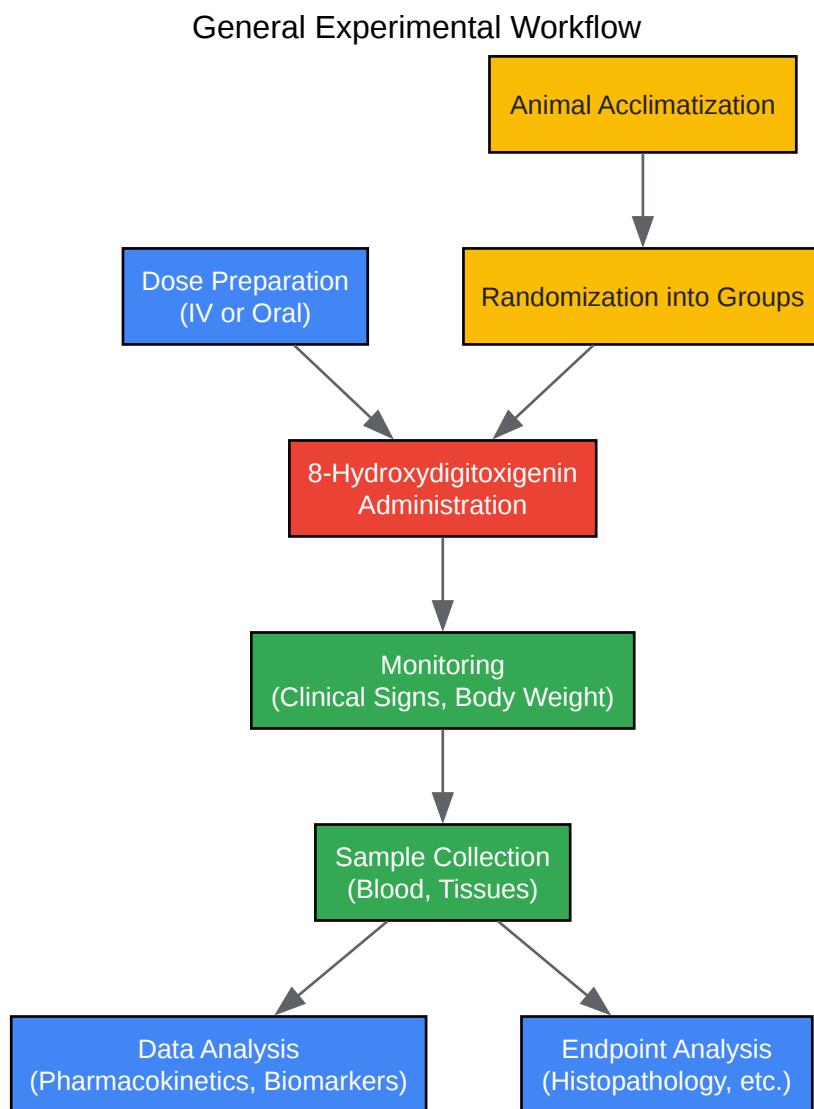 General Experimental Workflow
Animal Acclimatization
Dose Preparation
(IV or Oral)
Randomization into Groups
8-Hydroxydigitoxigenin
Administration
Monitoring
(Clinical Signs, Body Weight)
Sample Collection
(Blood, Tissues)
Data Analysis
(Pharmacokinetics, Biomarkers)
Endpoint Analysis
(Histopathology, etc.)